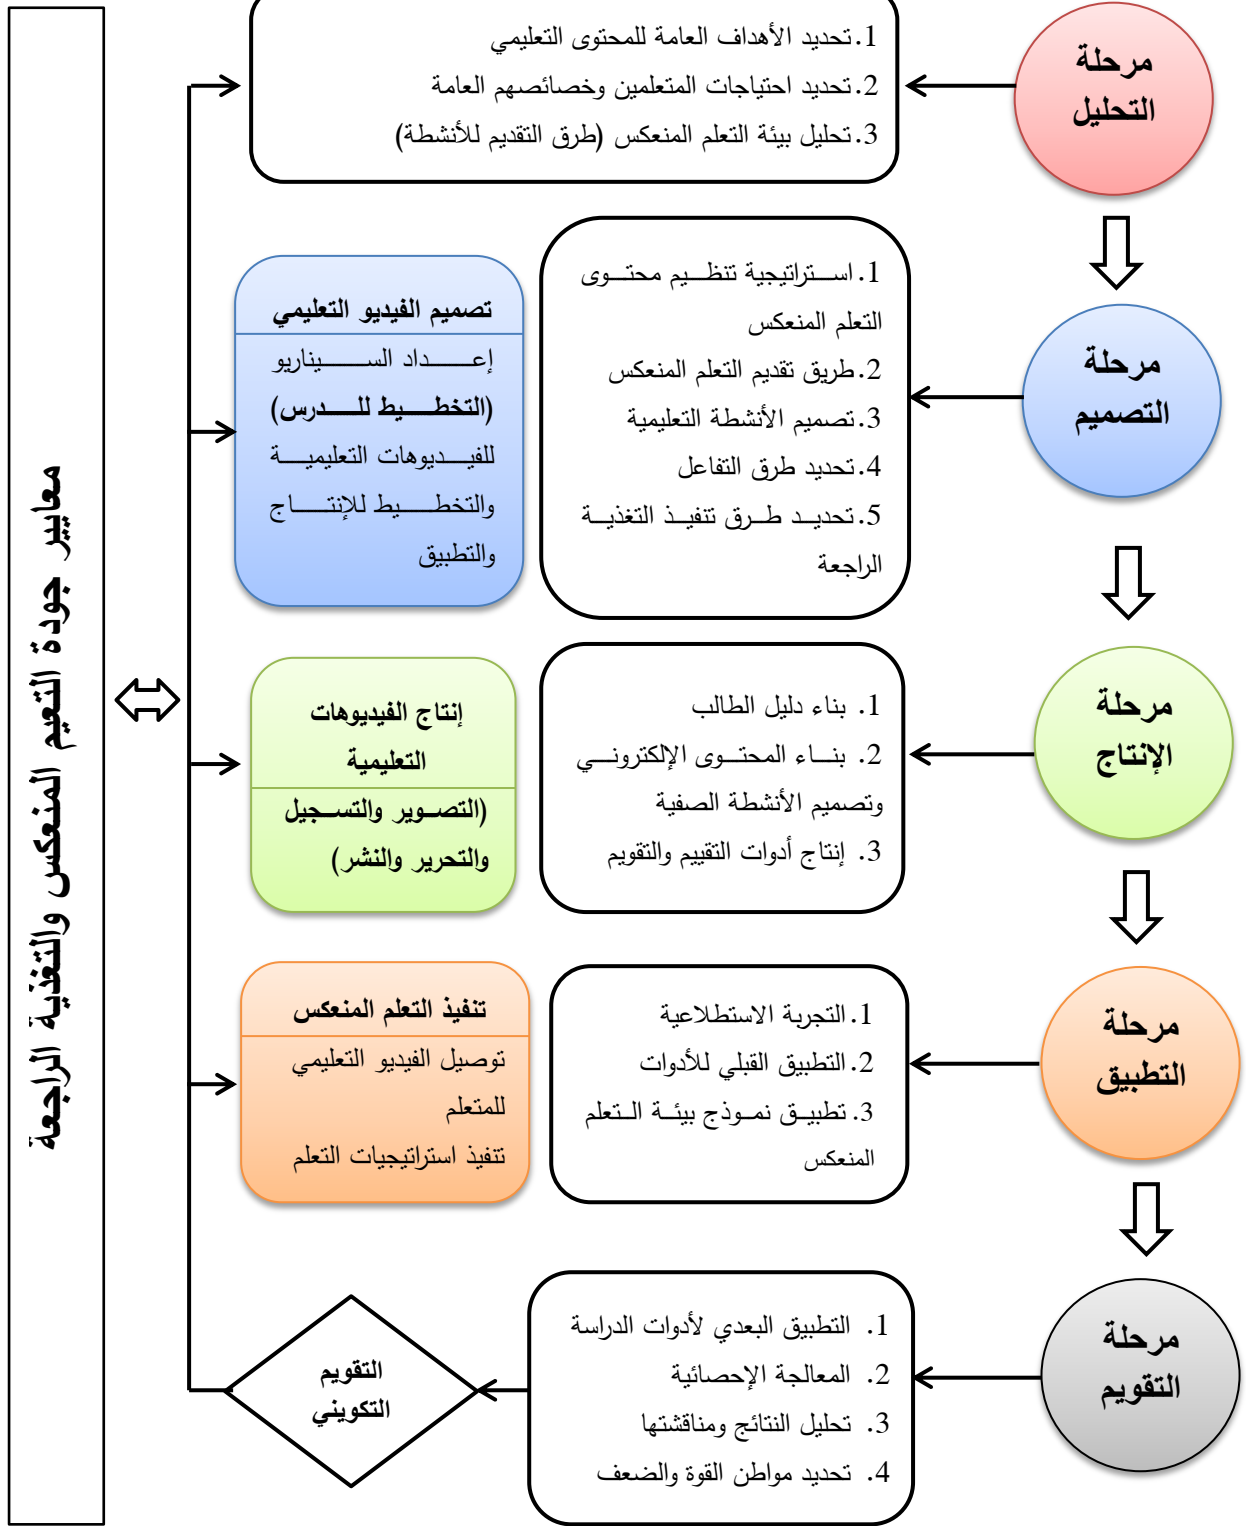 مرحلة
التحليل
1. تحديد الأهداف العامة للمحتوى التعليمي
2. تحديد احتياجات المتعلمين وخصائصهم العامة
3. تحليل بيئة التعلم المنعكس (طرق التقديم للأنشطة)
مرحلة
التصميم
1. استراتيجية تنظيم محتوى
التعلم المنعكس
2. طريق تقديم التعلم المنعكس
3. تصميم الأنشطة التعليمية
4. تحديد طرق التفاعل
5. تحديد طرق تنفيذ التغذية
الراجعة
تصميم الفيديو التعليمي
إعداد السيناريو
(التخطيط للدرس)
للفيديوهات التعليمية
والتخطيط للإنتاج
والتطبيق
مرحلة
الإنتاج
1. بناء دليل الطالب
2. بناء المحتوى الإلكتروني
وتصميم الأنشطة الصفية
3. إنتاج أدوات التقييم والتقويم
إنتاج الفيديوهات
التعليمية
(التصوير والتسجيل
والتحرير والنشر)
مرحلة
التطبيق
1. التجربة الاستطلاعية
2. التطبيق القبلي للأدوات
3. تطبيق نموذج بيئة التعلم
المنعكس
تنفيذ التعلم المنعكس
توصيل الفيديو التعليمي
للمتعلم
تنفيذ استراتيجيات التعلم
مرحلة
التقويم
1. التطبيق البعدي لأدوات الدراسة
2. المعالجة الإحصائية
3. تحليل النتائج ومناقشتها
4. تحديد مواطن القوة والضعف
التقويم
التكويني
معايير جودة التعيم المنعكس والتغذية الراجعة